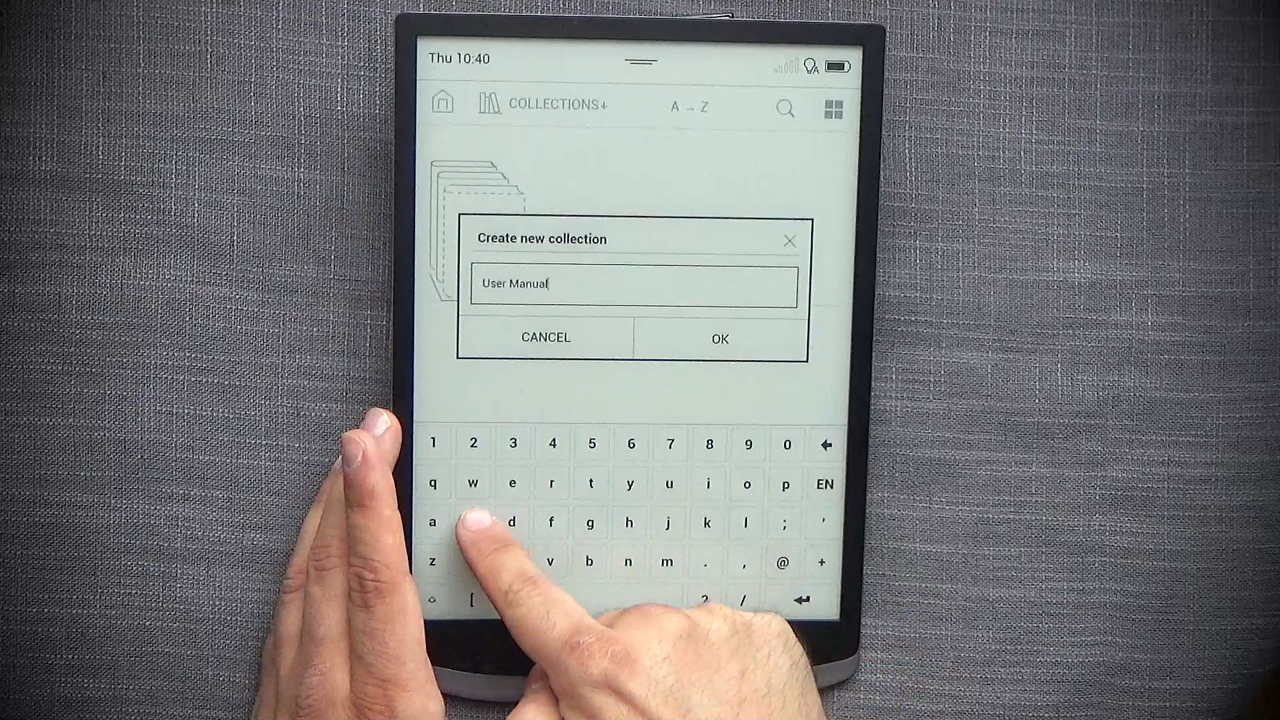 Thu 10:40
COLLECTIONS+
A → Z
Create new collection
User Manual
CANCEL
OK
1 2 3 4 5 6 7 8 9 0
q w e r t y u i o p EN
a d f g h j k l ; '
z v b n m . , @ +
[ ? /